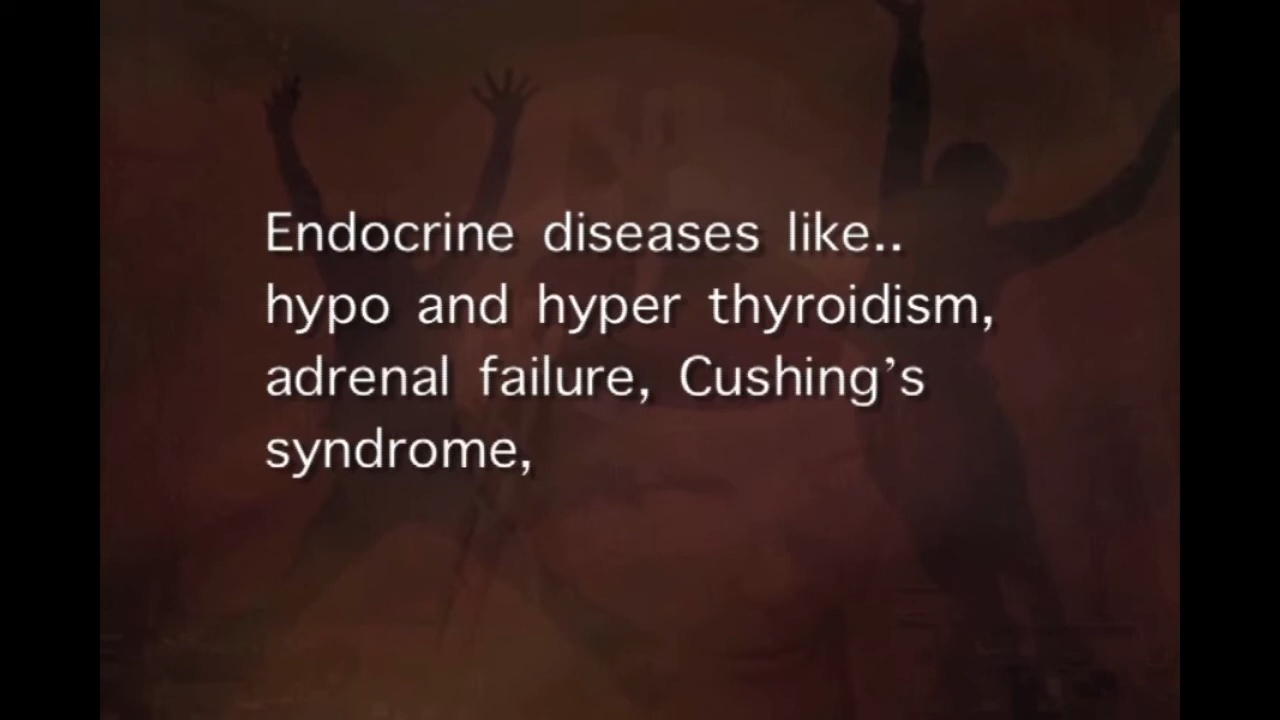 Endocrine diseases like..
hypo and hyper thyroidism,
adrenal failure, Cushing’s
syndrome,